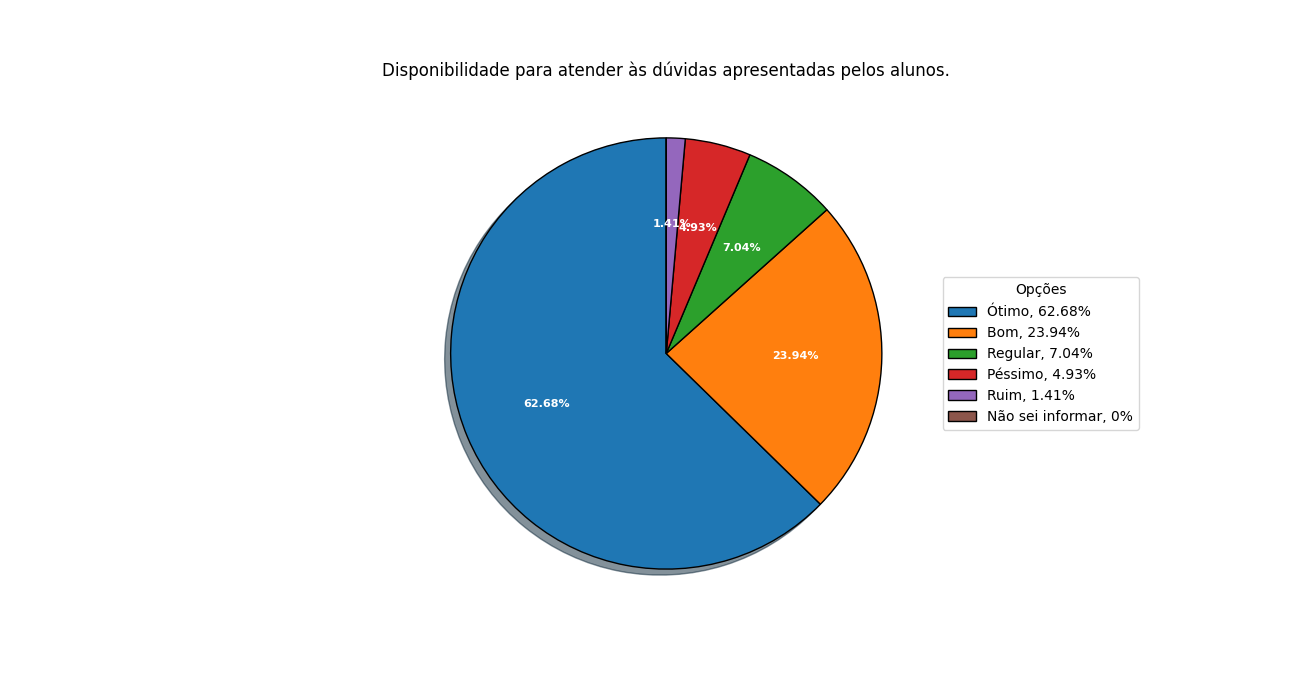 Disponibilidade para atender às dúvidas apresentadas pelos alunos.
1.41%
4.93%
7.04%
23.94%
62.68%
Opções
Ótimo, 62.68%
Bom, 23.94%
Regular, 7.04%
Péssimo, 4.93%
Ruim, 1.41%
Não sei informar, 0%